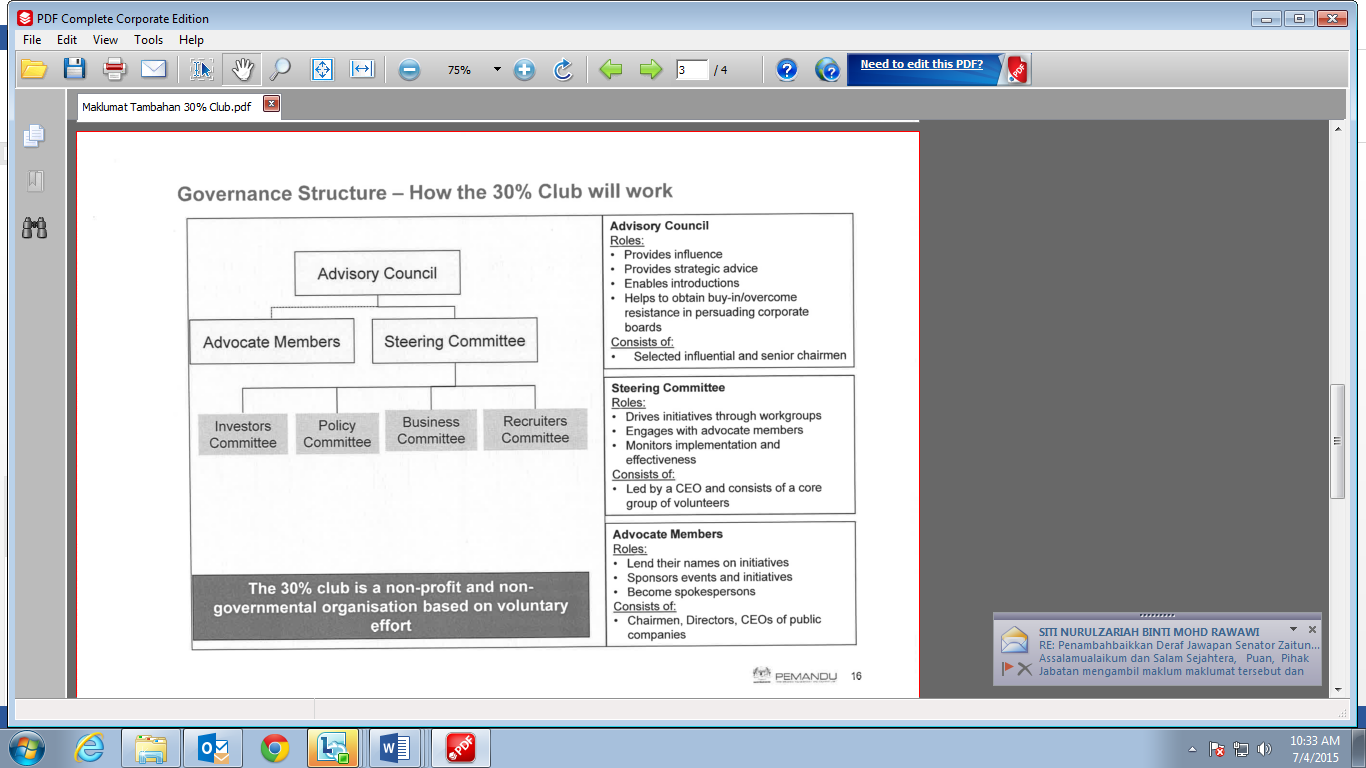 PDF Complete Corporate Edition
File Edit View Tools Help
75%
3 / 4
Need to edit this PDF?
PDF
Maklumat Tambahan 30% Club.pdf
Governance Structure – How the 30% Club will work
Advisory Council
Advocate Members
Steering Committee
Investors
Committee
Policy
Committee
Business
Committee
Recruiters
Committee
The 30% club is a non-profit and non-
governmental organisation based on voluntary
effort
Advisory Council
Roles:
• Provides influence
• Provides strategic advice
• Enables introductions
• Helps to obtain buy-in/overcome
resistance in persuading corporate
boards
Consists of:
• Selected influential and senior chairmen
Steering Committee
Roles:
• Drives initiatives through workgroups
• Engages with advocate members
• Monitors implementation and
effectiveness
Consists of:
• Led by a CEO and consists of a core
group of volunteers
Advocate Members
Roles:
• Lend their names on initiatives
• Sponsors events and initiatives
• Become spokespersons
Consists of:
• Chairmen, Directors, CEOs of public
companies
PEMANDU 16
SITI NURULZARIAH BINTI MOHD RAWAWI
RE: Penambahbaikkan Deraf Jawapan Senator Zaitun...
Assalamualaikum dan Salam Sejahtera, Puan, Pihak
Jabatan mengambil maklum maklumat tersebut dan
PDF
10:33 AM
7/4/2015